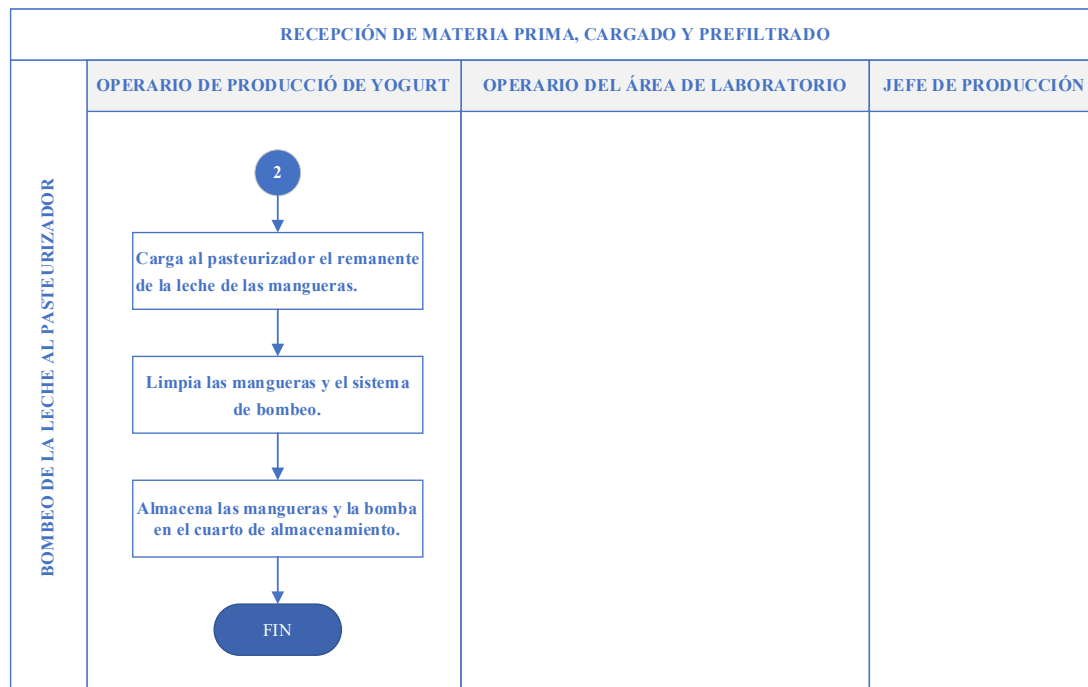 RECEPCIÓN DE MATERIA PRIMA, CARGADO Y PREFILTRADO
OPERARIO DE PRODUCCIÓ DE YOGURT
OPERARIO DEL ÁREA DE LABORATORIO
JEFE DE PRODUCCIÓN
BOMBEO DE LA LECHE AL PASTEURIZADOR
2
Carga al pasteurizador el remanente
de la leche de las mangueras.
Limpia las mangueras y el sistema
de bombeo.
Almacena las mangueras y la bomba
en el cuarto de almacenamiento.
FIN